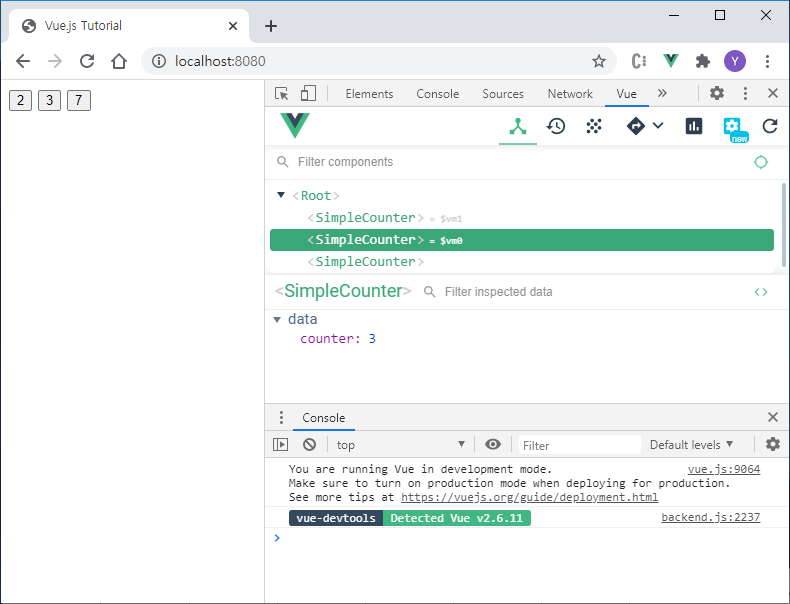 Vue.js Tutorial
localhost:8080
Y
2 3 7
Elements Console Sources Network Vue
new
Filter components
<Root>
<SimpleCounter> = $vm1
<SimpleCounter> = $vm0
<SimpleCounter>
<SimpleCounter> Filter inspected data
data
counter: 3
Console
top Filter Default levels
You are running Vue in development mode. vue.js:9064
Make sure to turn on production mode when deploying for production.
See more tips at https://vuejs.org/guide/deployment.html
vue-devtools Detected Vue v2.6.11 backend.js:2237